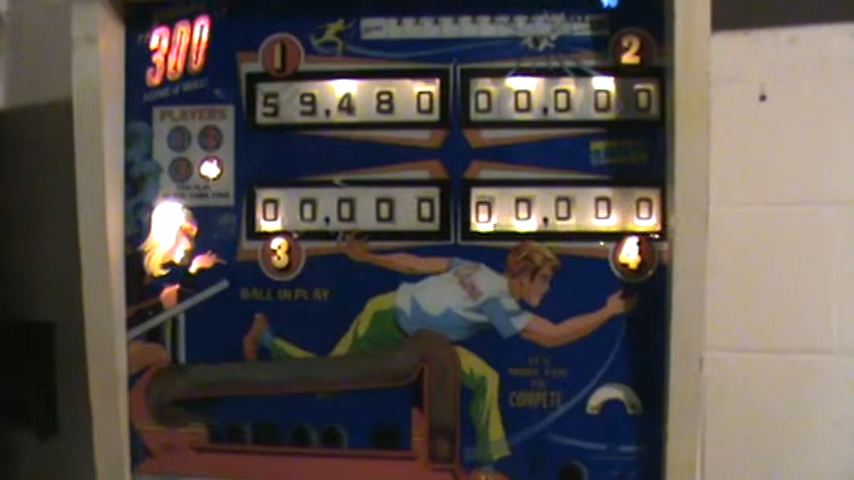 300
1
2
59,480
00,000
PLAYERS
4
00,000
00,000
3
4
BALL IN PLAY
IT'S
MORE FUN
TO
COMPETE